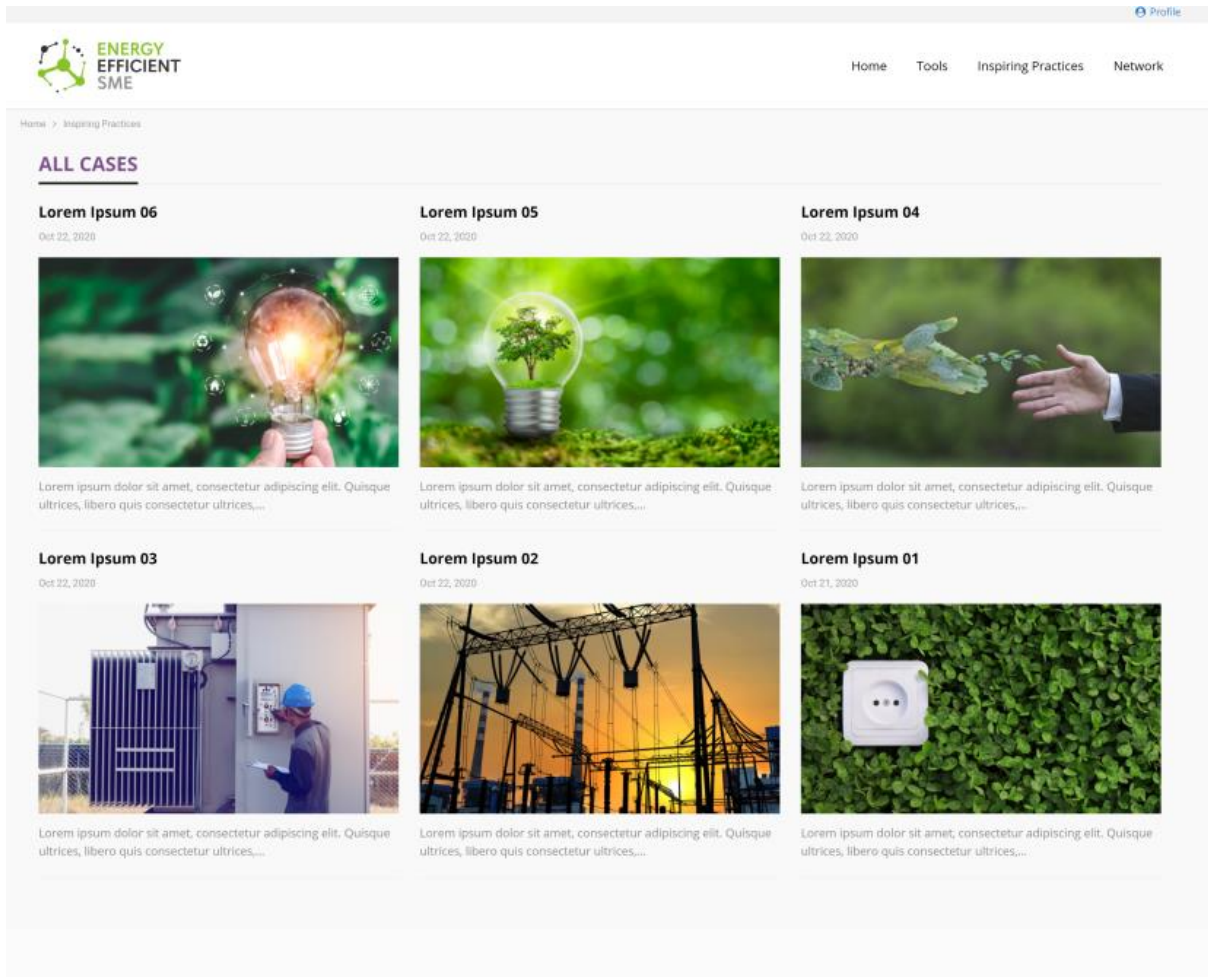 Profile
ENERGY
EFFICIENT
SME
Home Tools Inspiring Practices Network
Home > Inspiring Practices
ALL CASES
Lorem Ipsum 06
Oct 22, 2020
Lorem ipsum dolor sit amet, consectetur adipiscing elit. Quisque
ultrices, libero quis consectetur ultrices,...
Lorem Ipsum 05
Oct 22, 2020
Lorem ipsum dolor sit amet, consectetur adipiscing elit. Quisque
ultrices, libero quis consectetur ultrices,...
Lorem Ipsum 04
Oct 22, 2020
Lorem ipsum dolor sit amet, consectetur adipiscing elit. Quisque
ultrices, libero quis consectetur ultrices,...
Lorem Ipsum 03
Oct 22, 2020
Lorem ipsum dolor sit amet, consectetur adipiscing elit. Quisque
ultrices, libero quis consectetur ultrices,...
Lorem Ipsum 02
Oct 22, 2020
Lorem ipsum dolor sit amet, consectetur adipiscing elit. Quisque
ultrices, libero quis consectetur ultrices,...
Lorem Ipsum 01
Oct 21, 2020
Lorem ipsum dolor sit amet, consectetur adipiscing elit. Quisque
ultrices, libero quis consectetur ultrices,...